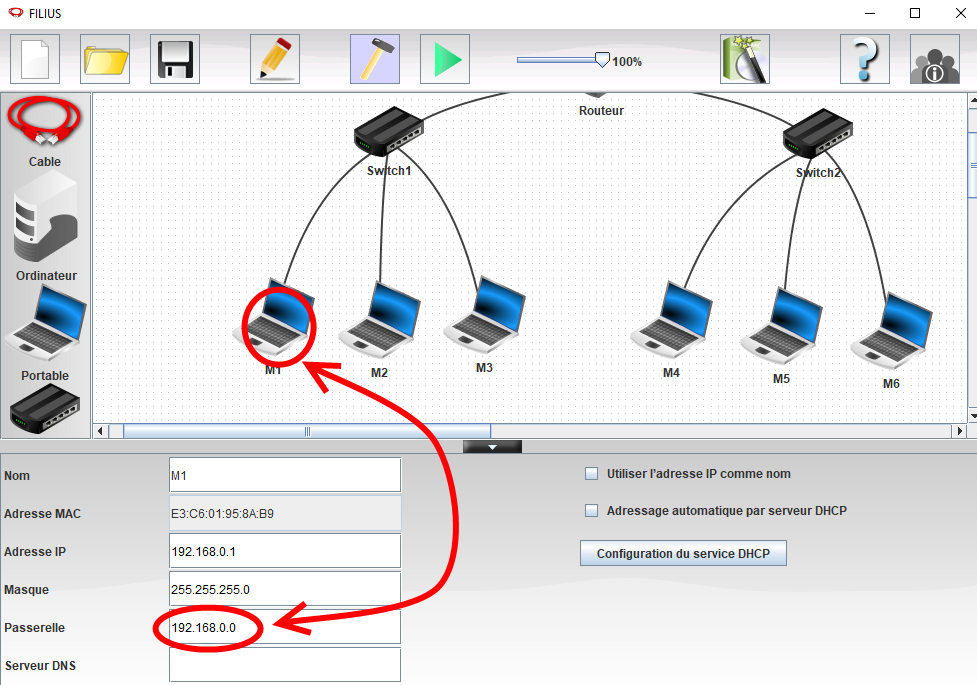 FILIUS
100%
Routeur
Cable
Switch1
Switch2
Ordinateur
Portable
M1
M2
M3
M4
M5
M6
Nom
M1
Utiliser l'adresse IP comme nom
Adresse MAC
E3:C6:01:95:8A:B9
Adressage automatique par serveur DHCP
Adresse IP
192.168.0.1
Configuration du service DHCP
Masque
255.255.255.0
Passerelle
192.168.0.0
Serveur DNS